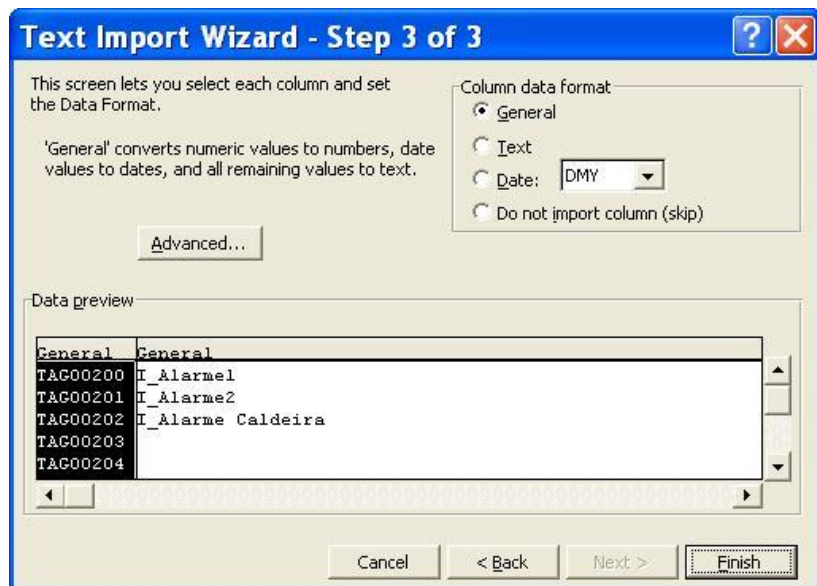 Text Import Wizard - Step 3 of 3
This screen lets you select each column and set
the Data Format.
'General' converts numeric values to numbers, date
values to dates, and all remaining values to text.
Advanced...
Column data format
General
Text
Date: DMY
Do not import column (skip)
Data preview
General General
TAG00200 I_Alarme1
TAG00201 I_Alarme2
TAG00202 I_Alarme Caldeira
TAG00203
TAG00204
Cancel < Back Next > Finish